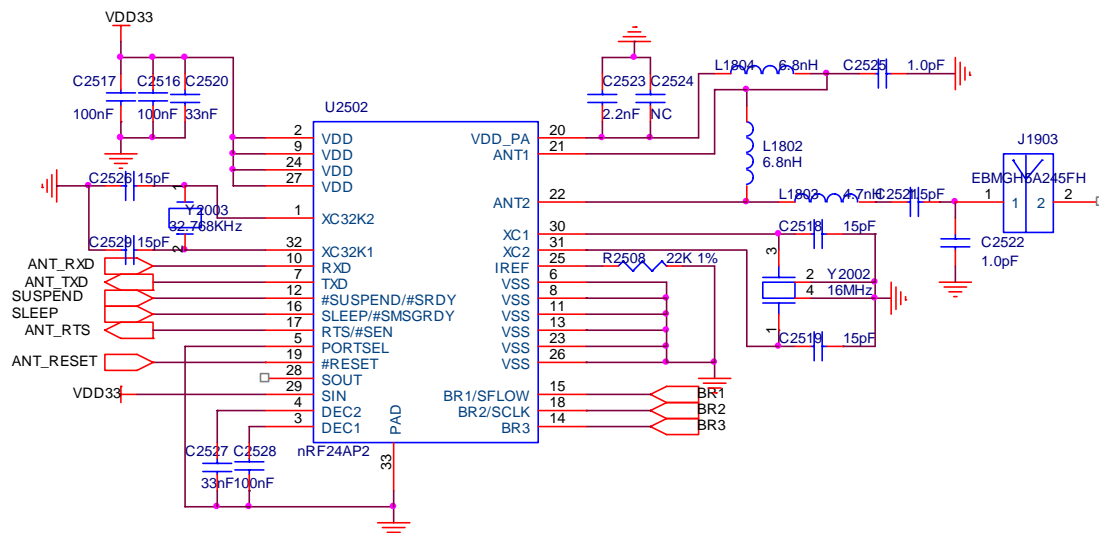 VDD33
C2517
C2516
C2520
100nF
100nF
33nF
C2523
C2524
2.2nF
NC
L1804
6.8nH
C2525
1.0pF
U2502
2
VDD
9
VDD
24
VDD
27
VDD
1
XC32K2
32
XC32K1
10
RXD
7
TXD
12
#SUSPEND/#SRDY
16
SLEEP/#SMSGRDY
17
RTS/#SEN
5
PORTSEL
19
#RESET
28
SOUT
29
SIN
4
DEC2
3
DEC1
PAD
33
nRF24AP2
VDD_PA
20
ANT1
21
ANT2
22
XC1
30
XC2
31
IREF
25
VSS
6
VSS
8
VSS
11
VSS
13
VSS
23
VSS
26
BR1/SFLOW
15
BR2/SCLK
18
BR3
14
L1802
6.8nH
L1803
4.7nH
C2521
1.5pF
J1903
EBMGH5A245FH
1
1
2
2
C2522
1.0pF
C2526
15pF
1
Y2003
32.768KHz
2
C2529
15pF
ANT_RXD
ANT_TXD
SUSPEND
SLEEP
ANT_RTS
ANT_RESET
VDD33
C2527
C2528
33nF
100nF
R2508
22K 1%
C2518
15pF
3
2
4
1
Y2002
16MHz
C2519
15pF
BR1
BR2
BR3